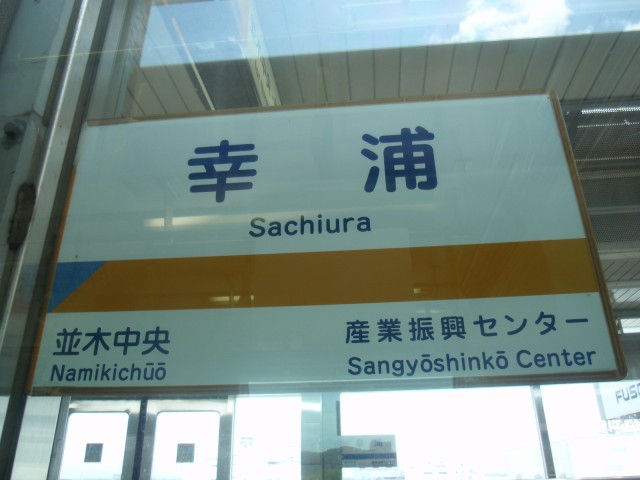 幸浦
Sachiura
並木中央
Namikichūō
産業振興センター
Sangyōshinkō Center